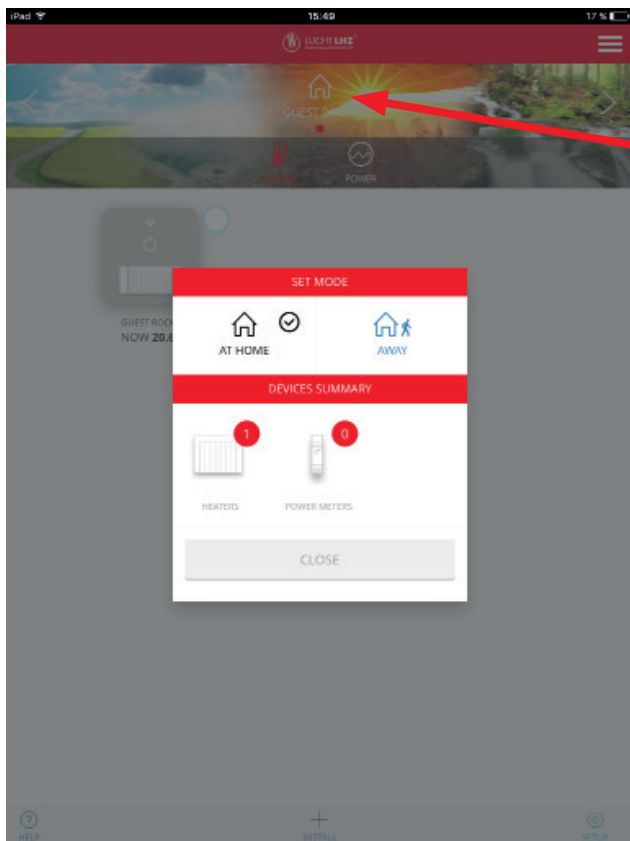 iPad 15:49 17 %
LUCHT LHZ
GUEST
POWER
GUEST ROO
NOW 20.6
SET MODE
AT HOME AWAY
DEVICES SUMMARY
1 0
HEATERS POWER METERS
CLOSE
?
HELP INSTALL SETUP